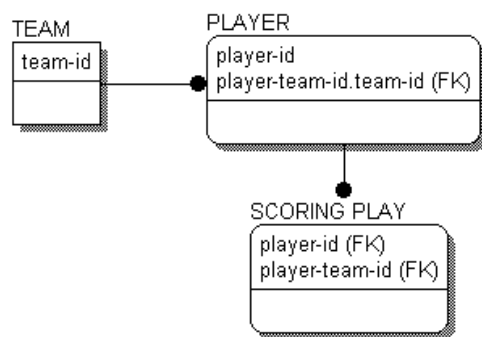 TEAM
team-id
PLAYER
player-id
player-team-id.team-id (FK)
SCORING PLAY
player-id (FK)
player-team-id (FK)